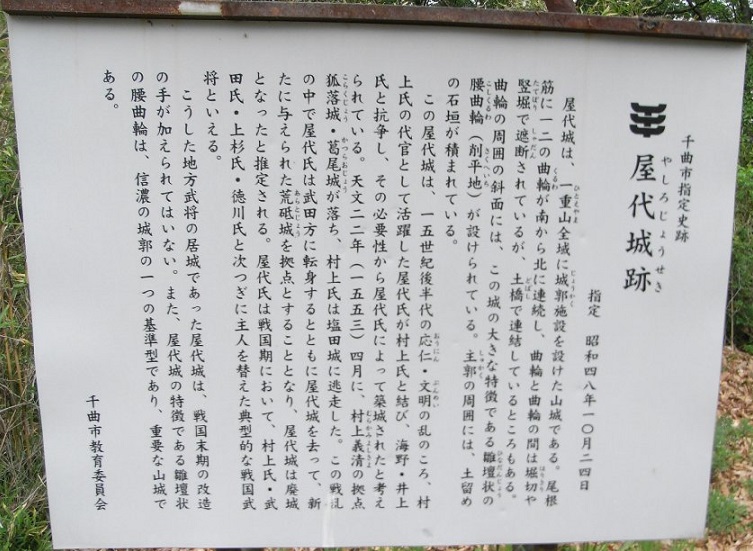 千曲市指定史跡
屋代城跡
やしろじょうせき
指定 昭和四八年一〇月二四日
屋代城は、一重山全域に城郭施設を設けた山城である。尾根
筋に一二の曲輪が南から北に連続し、曲輪と曲輪の間は堀切や
竪堀で遮断されているが、土橋で連結しているところもある。
曲輪の周囲の斜面には、この城の大きな特徴である雛壇状の
腰曲輪（削平地）が設けられている。主郭の周囲には、土留め
の石垣が積まれている。
この屋代城は、一五世紀後半代の応仁・文明の乱のころ、村
上氏の代官として活躍した屋代氏が村上氏と結び、海野・井上
氏と抗争し、その必要性から屋代氏によって築城されたと考え
られている。天文二二年（一五五三）四月に、村上義清の拠点
狐落城・葛尾城が落ち、村上氏は塩田城に逃走した。この戦乱
の中で屋代氏は武田方に転身するとともに屋代城を去って、新
たに与えられた荒砥城を拠点とすることとなり、屋代城は廃城
となったと推定される。屋代氏は戦国期において、村上氏・武
田氏・上杉氏・徳川氏と次つぎに主人を替えた典型的な戦国武
将といえる。
こうした地方武将の居城であった屋代城は、戦国末期の改造
の手が加えられてはいない。また、屋代城の特徴である雛壇状
の腰曲輪は、信濃の城郭の一つの基準型であり、重要な山城で
ある。
千曲市教育委員会